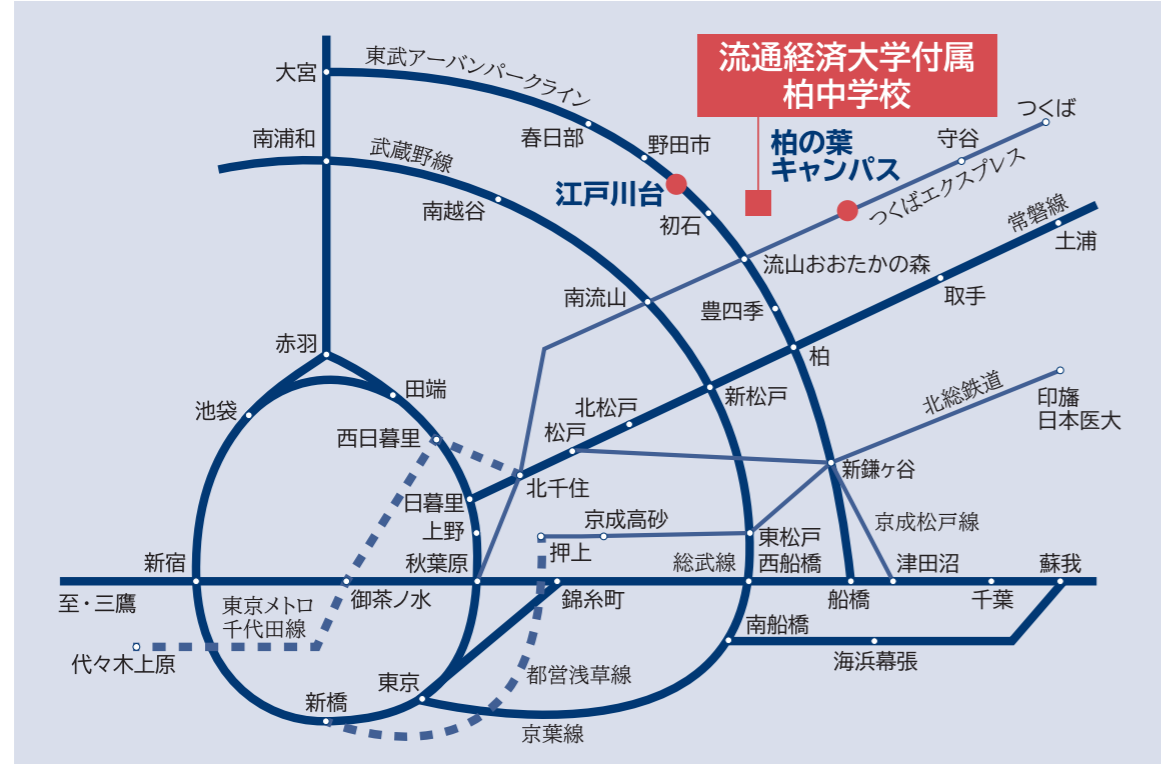 流通経済大学付属
柏中学校
大宮
東武アーバンパークライン
つくば
春日部
野田市
柏の葉
キャンパス
守谷
南浦和
武蔵野線
江戸川台
つくばエクスプレス
南越谷
初石
常磐線
土浦
流山おおたかの森
南流山
取手
豊四季
赤羽
柏
田端
新松戸
北総鉄道
印旛
日本医大
池袋
北松戸
西日暮里
松戸
新鎌ヶ谷
北千住
日暮里
京成高砂
京成松戸線
上野
押上
東松戸
新宿
秋葉原
総武線
西船橋
津田沼
蘇我
至・三鷹
東京メトロ
千代田線
御茶ノ水
錦糸町
船橋
千葉
南船橋
代々木上原
海浜幕張
東京
都営浅草線
新橋
京葉線